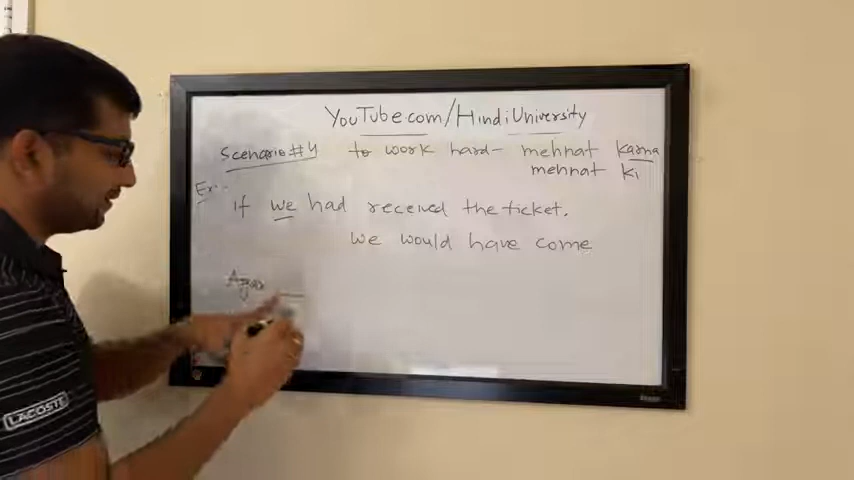 YouTube.com/HindiUniversity
Scenario#4 to work hard- mehnat karna
mehnat ki
Ex:-
if we had received the ticket.
we would have come
Agar
LACOSTE